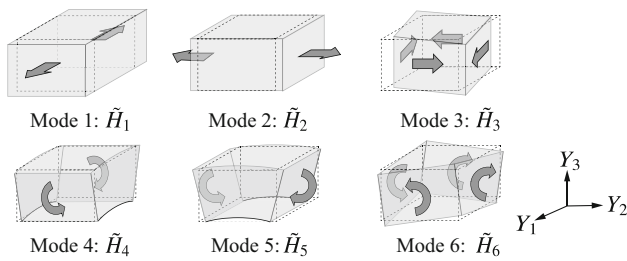 Mode 1: H̃₁ Mode 2: H̃₂ Mode 3: H̃₃
Mode 4: H̃₄ Mode 5: H̃₅ Mode 6: H̃₆
Y₃
Y₁ Y₂